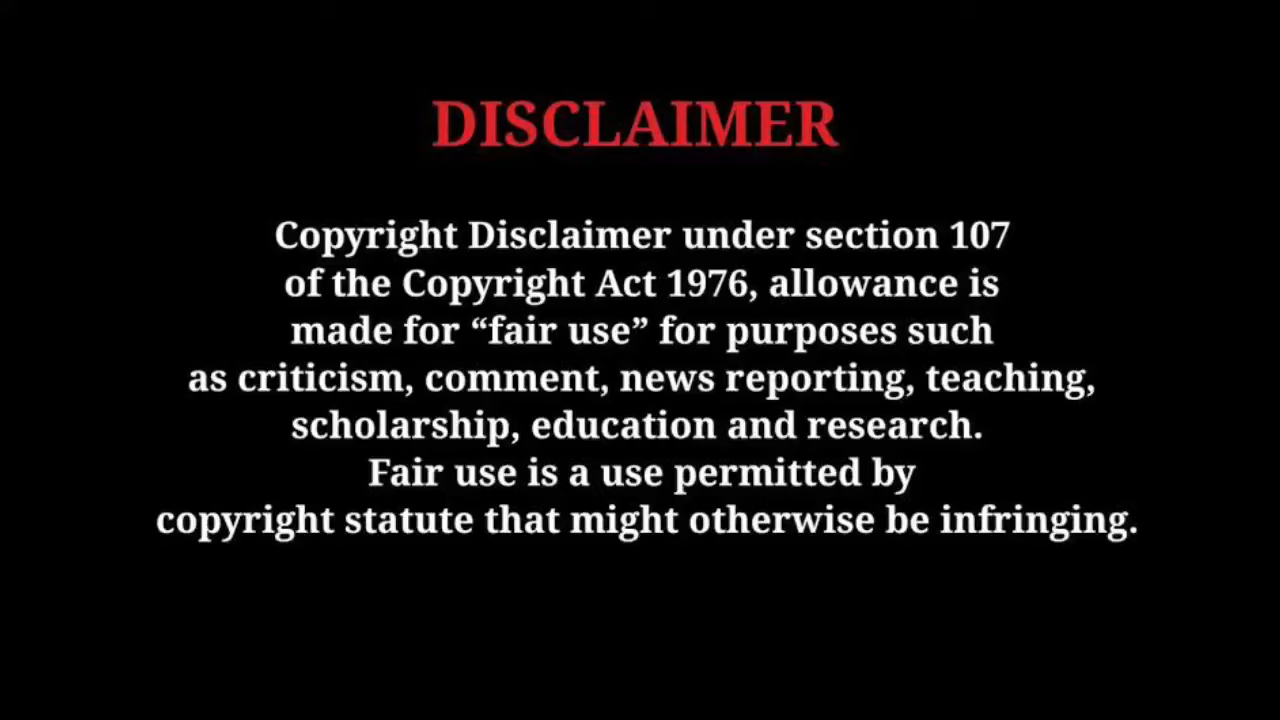 DISCLAIMER
Copyright Disclaimer under section 107
of the Copyright Act 1976, allowance is
made for “fair use” for purposes such
as criticism, comment, news reporting, teaching,
scholarship, education and research.
Fair use is a use permitted by
copyright statute that might otherwise be infringing.